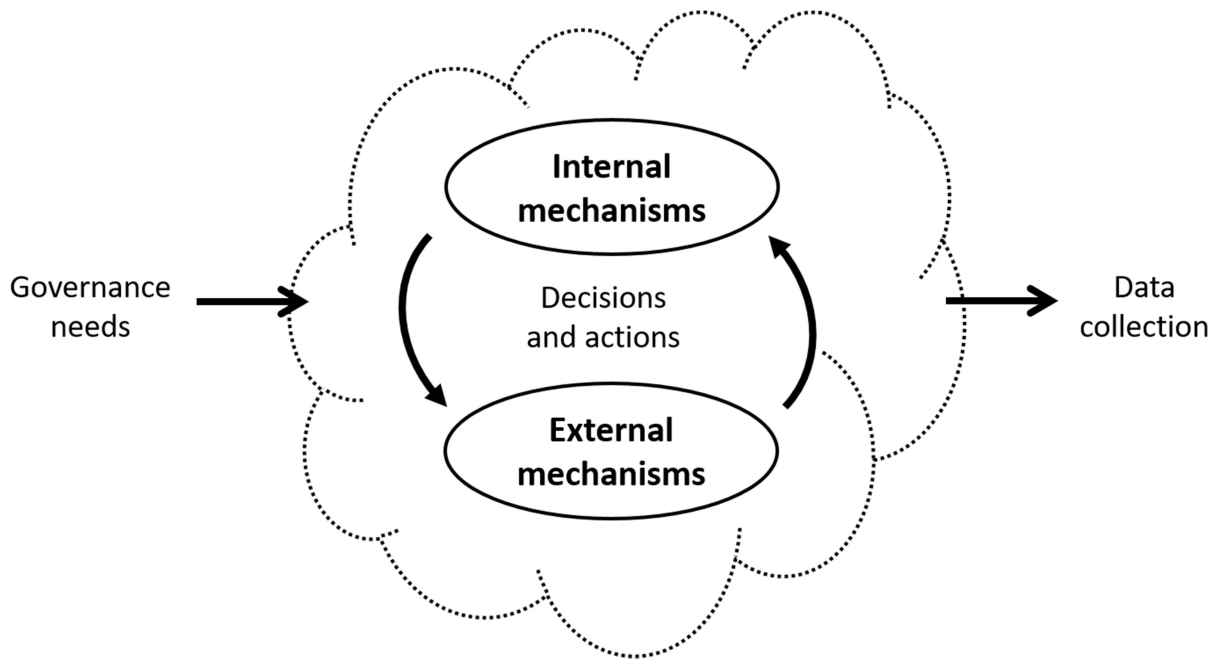 Internal
mechanisms
Governance
needs
Decisions
and actions
Data
collection
External
mechanisms